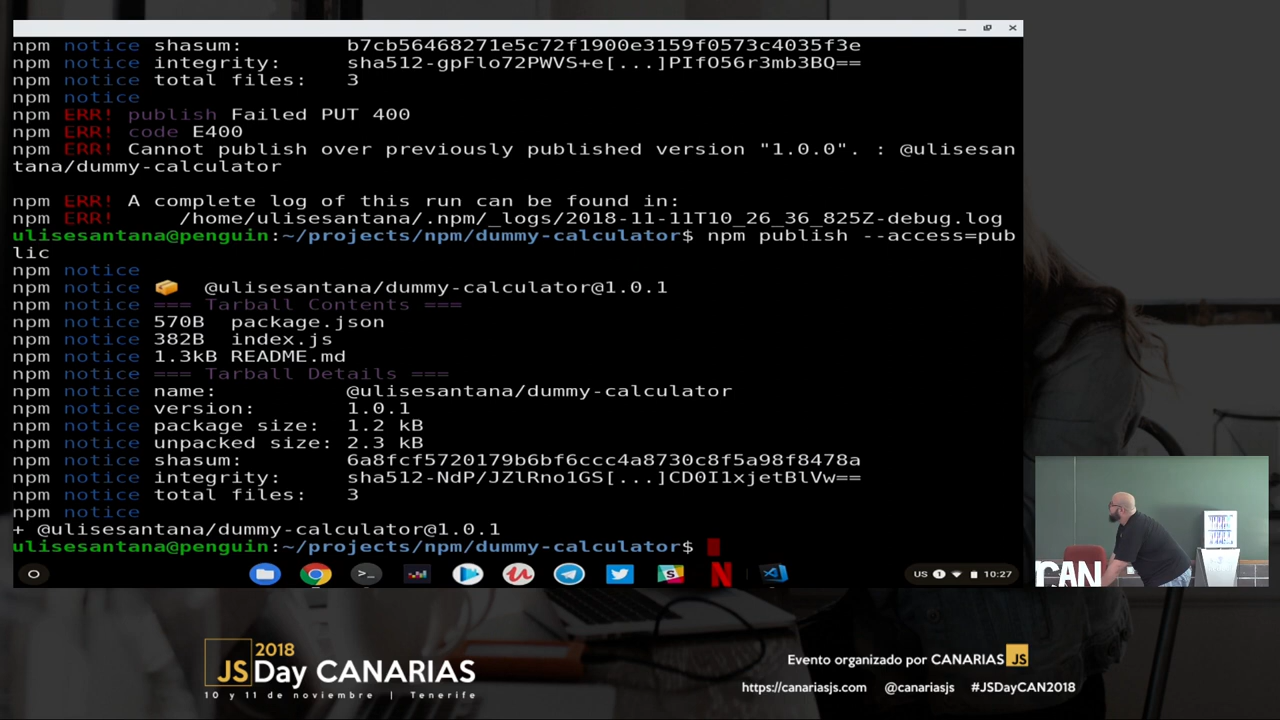 npm notice shasum: b7cb56468271e5c72f1900e3159f0573c4035f3e
npm notice integrity: sha512-gpFlo72PWVS+e[...]PIfO56r3mb3BQ==
npm notice total files: 3
npm notice
npm ERR! publish Failed PUT 400
npm ERR! code E400
npm ERR! Cannot publish over previously published version "1.0.0". : @ulisesan
tana/dummy-calculator
npm ERR! A complete log of this run can be found in:
npm ERR! /home/ulisesantana/.npm/_logs/2018-11-11T10_26_36_825Z-debug.log
ulisesantana@penguin:~/projects/npm/dummy-calculator$ npm publish --access=pub
lic
npm notice
npm notice 📦 @ulisesantana/dummy-calculator@1.0.1
npm notice === Tarball Contents ===
npm notice 570B package.json
npm notice 382B index.js
npm notice 1.3kB README.md
npm notice === Tarball Details ===
npm notice name: @ulisesantana/dummy-calculator
npm notice version: 1.0.1
npm notice package size: 1.2 kB
npm notice unpacked size: 2.3 kB
npm notice shasum: 6a8fcf5720179b6bf6ccc4a8730c8f5a98f8478a
npm notice integrity: sha512-NdP/JZlRno1GS[...]CD0I1xjetBlVw==
npm notice total files: 3
npm notice
+ @ulisesantana/dummy-calculator@1.0.1
ulisesantana@penguin:~/projects/npm/dummy-calculator$
US 1 10:27
CAN
2018
JSDay CANARIAS
10 y 11 de noviembre | Tenerife
Evento organizado por CANARIAS JS
https://canariasjs.com @canariasjs #JSDayCAN2018